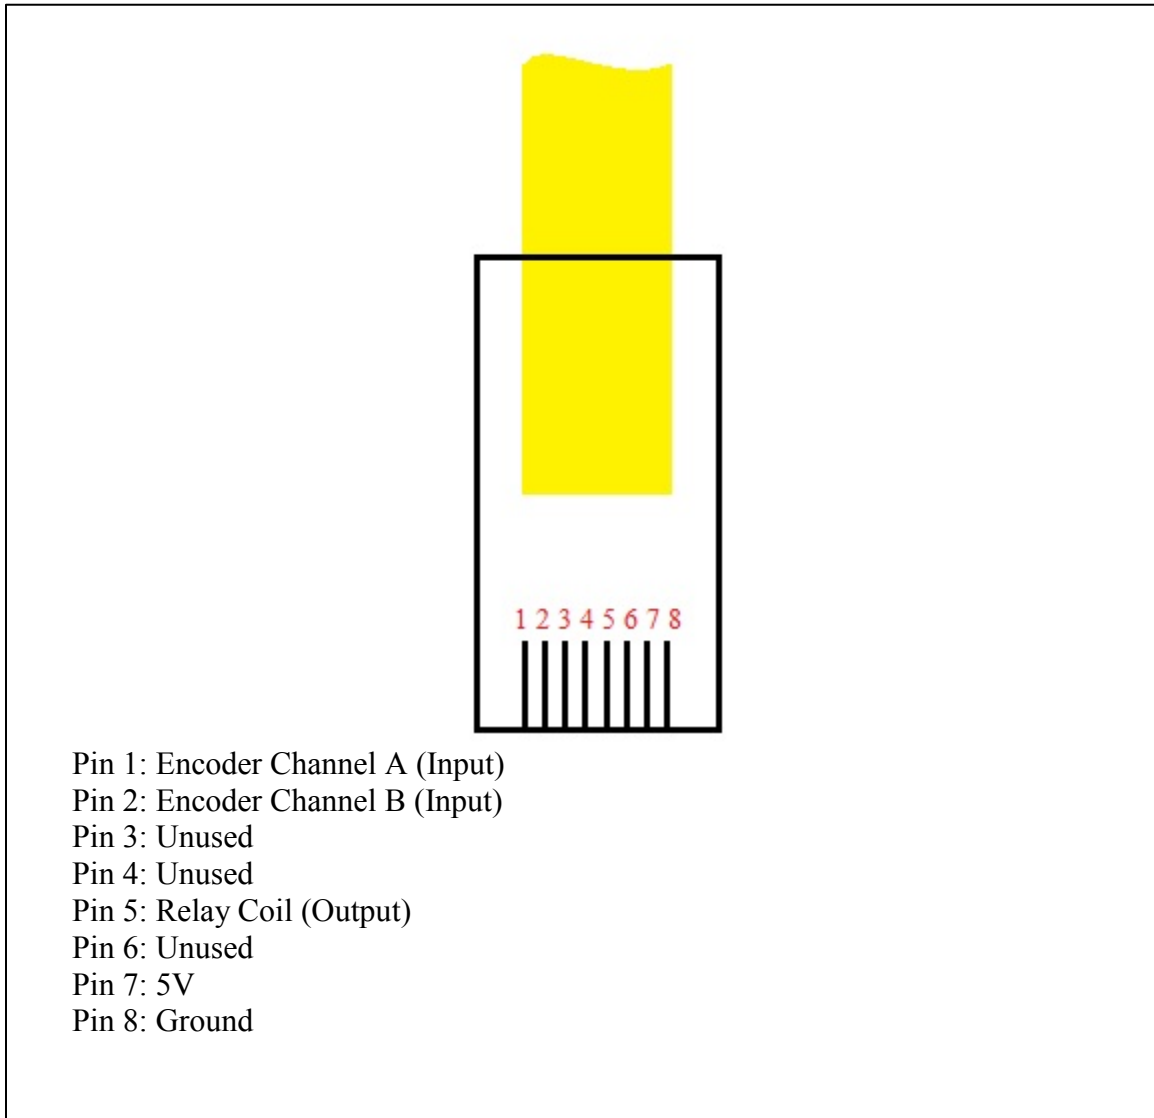 1 2 3 4 5 6 7 8
Pin 1: Encoder Channel A (Input)
Pin 2: Encoder Channel B (Input)
Pin 3: Unused
Pin 4: Unused
Pin 5: Relay Coil (Output)
Pin 6: Unused
Pin 7: 5V
Pin 8: Ground